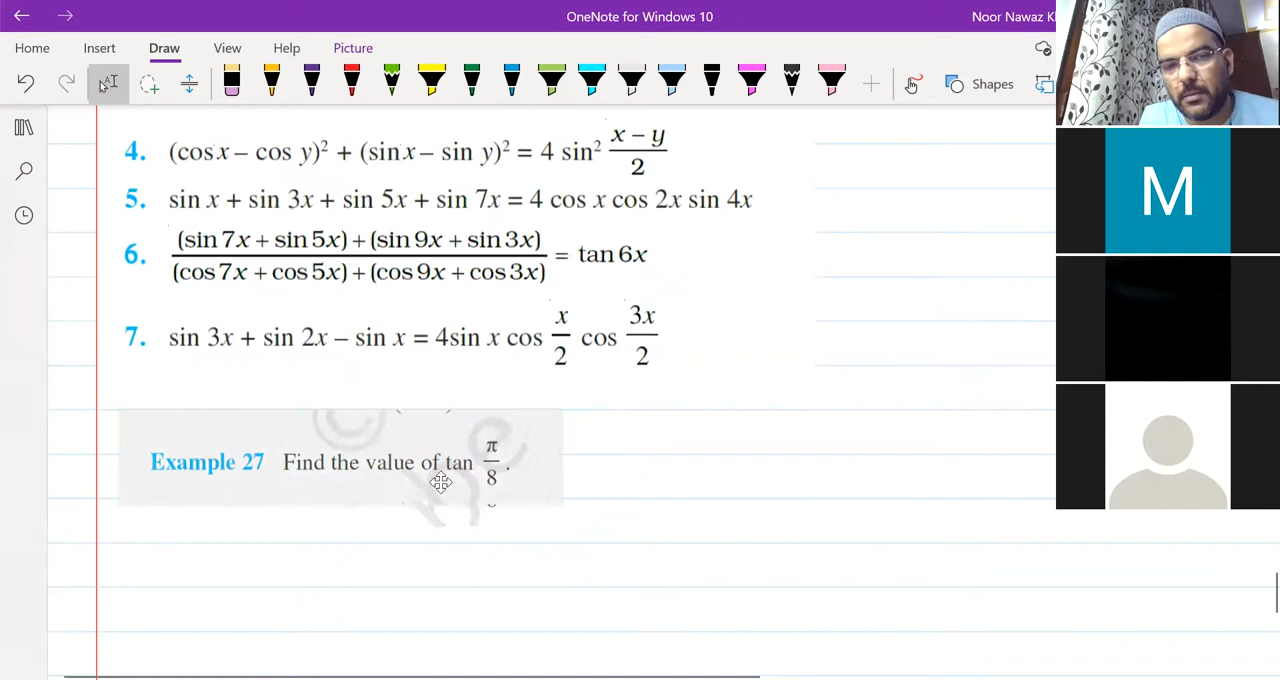 OneNote for Windows 10
Noor Nawaz Kh
Home Insert Draw View Help Picture
Shapes
4. (cos x – cos y)² + (sin x – sin y)² = 4 sin² (x – y)/2
5. sin x + sin 3x + sin 5x + sin 7x = 4 cos x cos 2x sin 4x
6. ((sin 7x + sin 5x) + (sin 9x + sin 3x))/((cos 7x + cos 5x) + (cos 9x + cos 3x)) = tan 6x
7. sin 3x + sin 2x – sin x = 4sin x cos x/2 cos 3x/2
Example 27 Find the value of tan π/8.
M